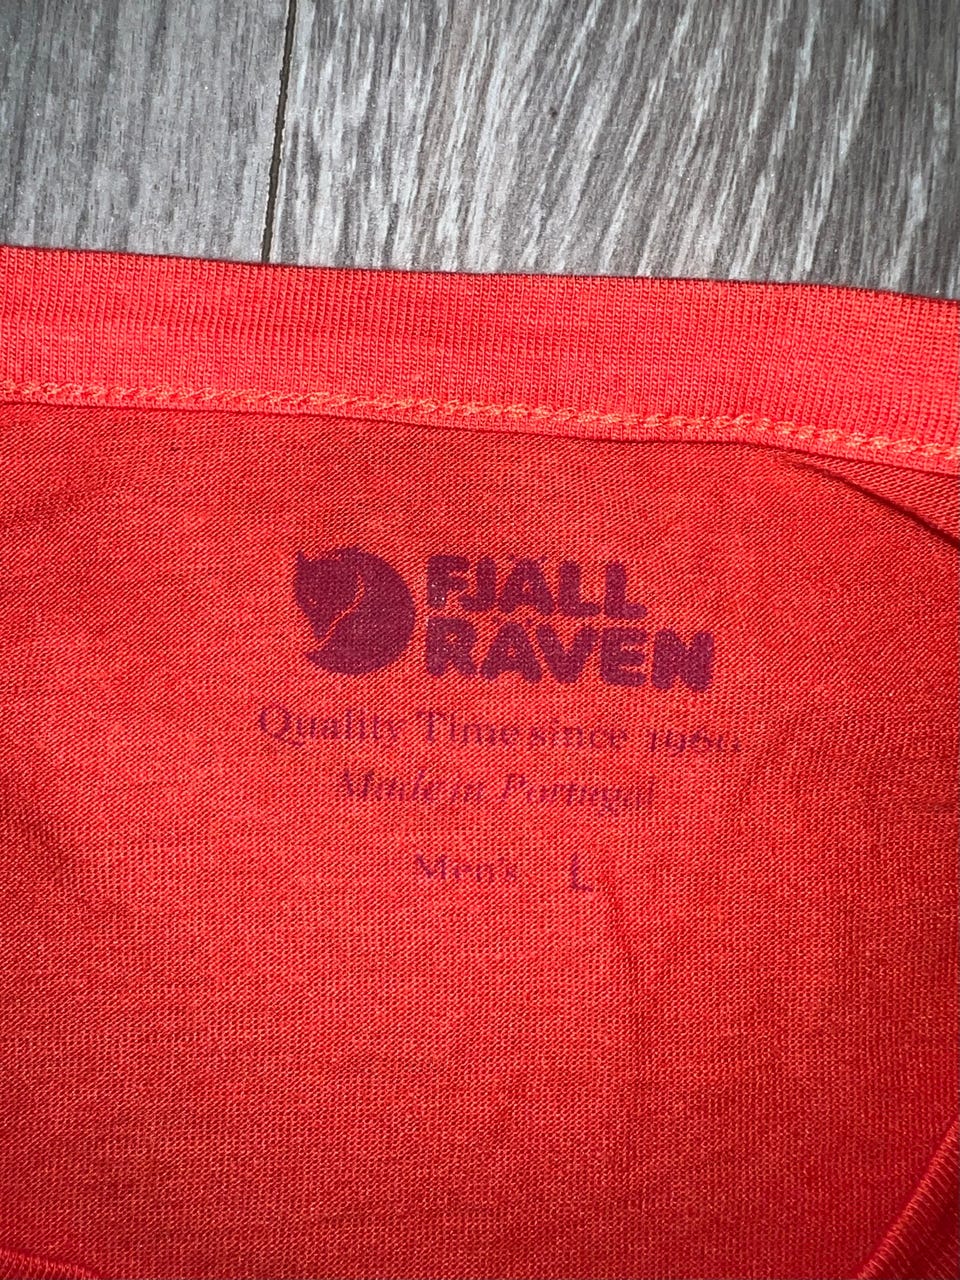 FJÄLL
RÄVEN
Quality Time since 1960
Made in Portugal
Men's L